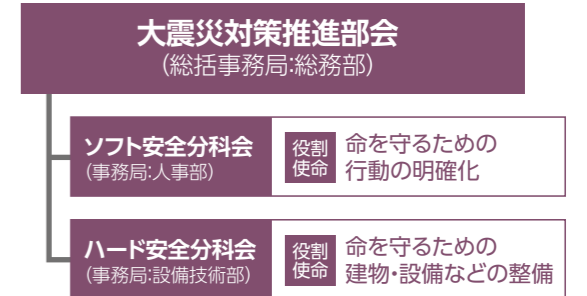 大震災対策推進部会
(総括事務局:総務部)
ソフト安全分科会
(事務局:人事部)
役割
使命
命を守るための
行動の明確化
ハード安全分科会
(事務局:設備技術部)
役割
使命
命を守るための
建物・設備などの整備